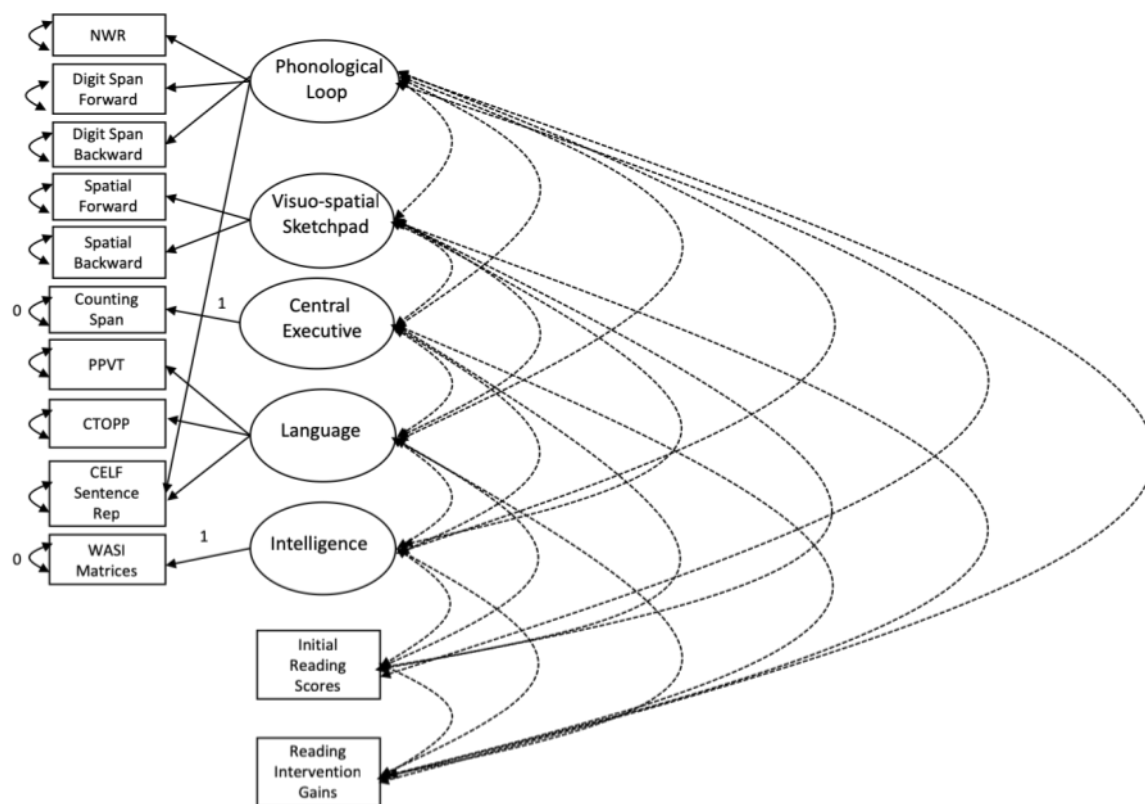 NWR
Digit Span
Forward
Digit Span
Backward
Spatial
Forward
Spatial
Backward
0
Counting
Span
1
PPVT
CTOPP
CELF
Sentence
Rep
0
WASI
Matrices
1
Phonological
Loop
Visuo-spatial
Sketchpad
Central
Executive
Language
Intelligence
Initial
Reading
Scores
Reading
Intervention
Gains